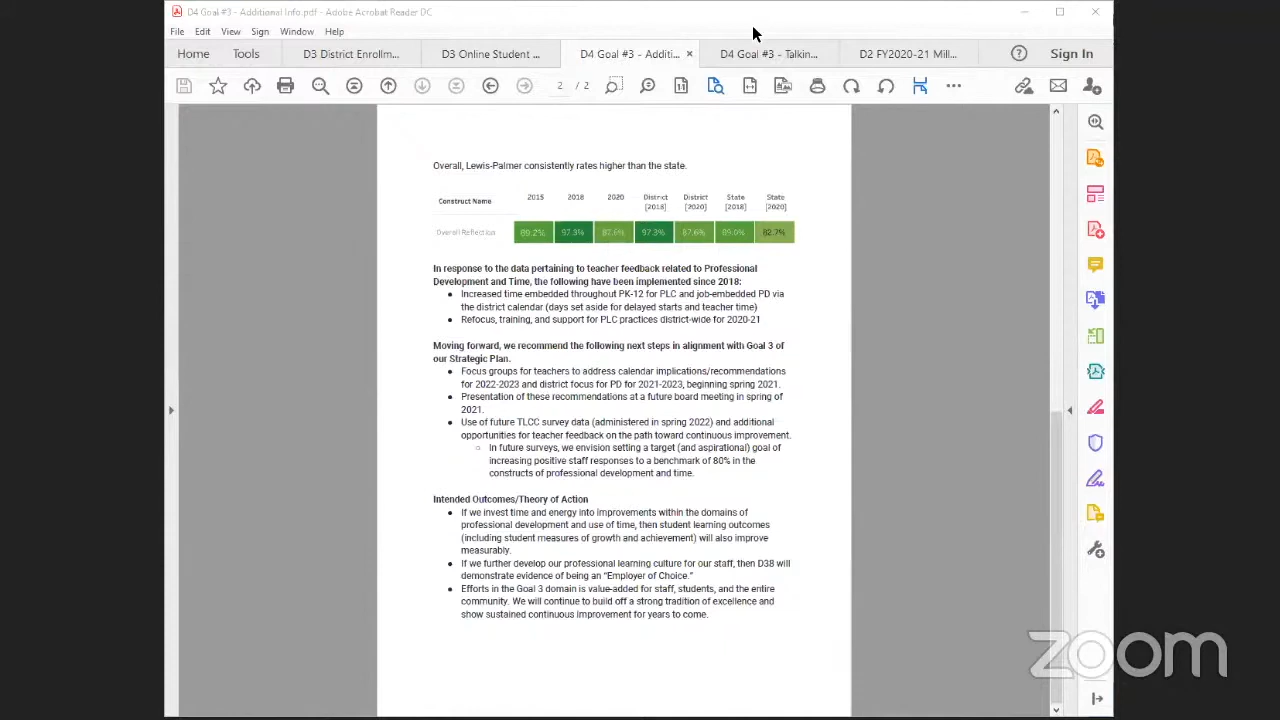 D4 Goal #3 - Additional Info.pdf - Adobe Acrobat Reader DC
File Edit View Sign Window Help
Home Tools D3 District Enrollm... D3 Online Student ... D4 Goal #3 - Additi... D4 Goal #3 - Talkin... D2 FY2020-21 Mill... Sign In
2 / 2
Overall, Lewis-Palmer consistently rates higher than the state.
Construct Name 2015 2018 2020 District [2018] District [2020] State [2018] State [2020]
Overall Reflection 89.2% 97.3% 87.6% 97.3% 87.6% 89.0% 82.7%
In response to the data pertaining to teacher feedback related to Professional
Development and Time, the following have been implemented since 2018:
● Increased time embedded throughout PK-12 for PLC and job-embedded PD via
the district calendar (days set aside for delayed starts and teacher time)
● Refocus, training, and support for PLC practices district-wide for 2020-21
Moving forward, we recommend the following next steps in alignment with Goal 3 of
our Strategic Plan.
● Focus groups for teachers to address calendar implications/recommendations
for 2022-2023 and district focus for PD for 2021-2023, beginning spring 2021.
● Presentation of these recommendations at a future board meeting in spring of
2021.
● Use of future TLCC survey data (administered in spring 2022) and additional
opportunities for teacher feedback on the path toward continuous improvement.
○ In future surveys, we envision setting a target (and aspirational) goal of
increasing positive staff responses to a benchmark of 80% in the
constructs of professional development and time.
Intended Outcomes/Theory of Action
● If we invest time and energy into improvements within the domains of
professional development and use of time, then student learning outcomes
(including student measures of growth and achievement) will also improve
measurably.
● If we further develop our professional learning culture for our staff, then D38 will
demonstrate evidence of being an "Employer of Choice."
● Efforts in the Goal 3 domain is value-added for staff, students, and the entire
community. We will continue to build off a strong tradition of excellence and
show sustained continuous improvement for years to come.
zoom